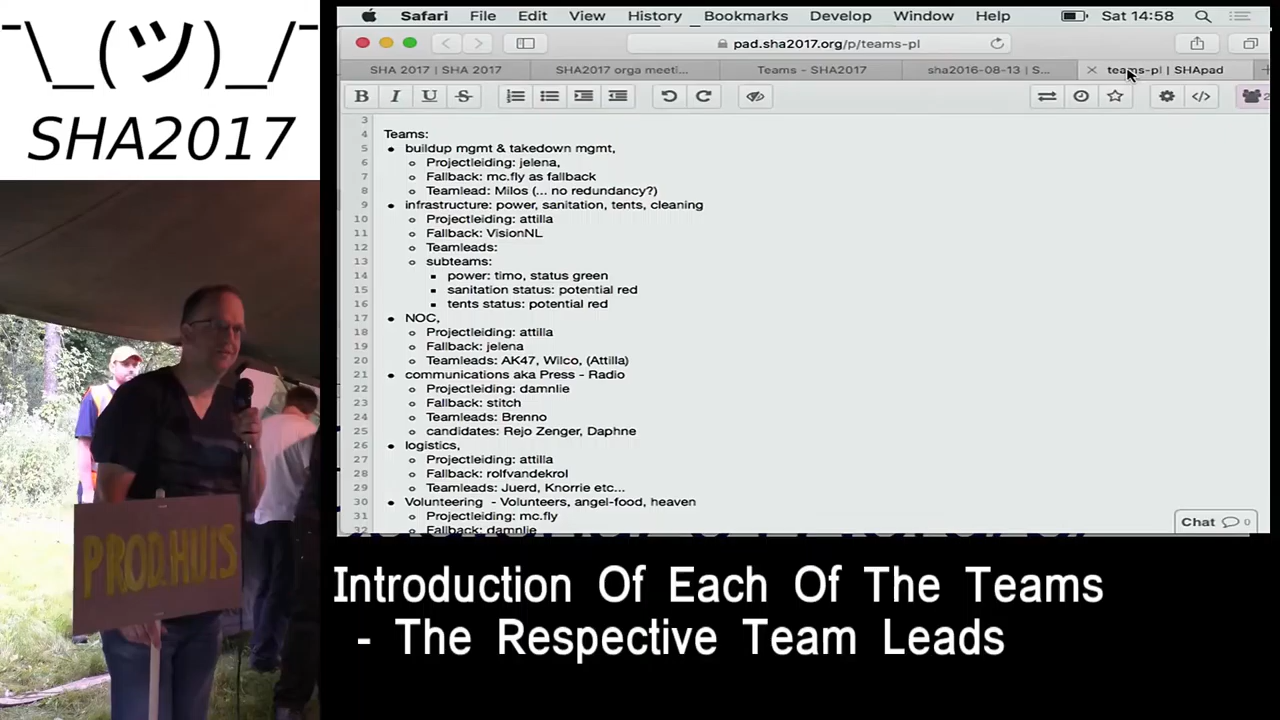 ¯\_(ツ)_/¯
SHA2017
PROD.HUIS
Safari File Edit View History Bookmarks Develop Window Help Sat 14:58
pad.sha2017.org/p/teams-pl
SHA 2017 | SHA 2017 SHA2017 orga meeti... Teams - SHA2017 sha2016-08-13 | S... teams-pl | SHApad
B I U S
3
4 Teams:
5 • buildup mgmt & takedown mgmt,
6 ○ Projectleiding: jelena,
7 ○ Fallback: mc.fly as fallback
8 ○ Teamlead: Milos (... no redundancy?)
9 • infrastructure: power, sanitation, tents, cleaning
10 ○ Projectleiding: attilla
11 ○ Fallback: VisionNL
12 ○ Teamleads:
13 ○ subteams:
14 ▪ power: timo, status green
15 ▪ sanitation status: potential red
16 ▪ tents status: potential red
17 • NOC,
18 ○ Projectleiding: attilla
19 ○ Fallback: jelena
20 ○ Teamleads: AK47, Wilco, (Attilla)
21 • communications aka Press - Radio
22 ○ Projectleiding: damnlie
23 ○ Fallback: stitch
24 ○ Teamleads: Brenno
25 ○ candidates: Rejo Zenger, Daphne
26 • logistics,
27 ○ Projectleiding: attilla
28 ○ Fallback: rolfvandekrol
29 ○ Teamleads: Juerd, Knorrie etc...
30 • Volunteering - Volunteers, angel-food, heaven
31 ○ Projectleiding: mc.fly
32 ○ Fallback: damnlie
Chat 0
Introduction Of Each Of The Teams
- The Respective Team Leads